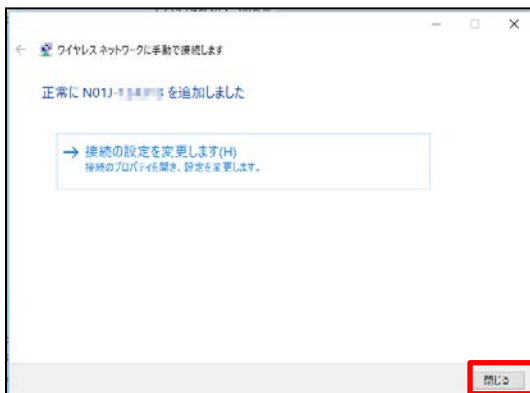 ワイヤレス ネットワークに手動で接続します
正常に N01J- を追加しました
接続の設定を変更します(H)
接続のプロパティを開き、設定を変更します。
閉じる